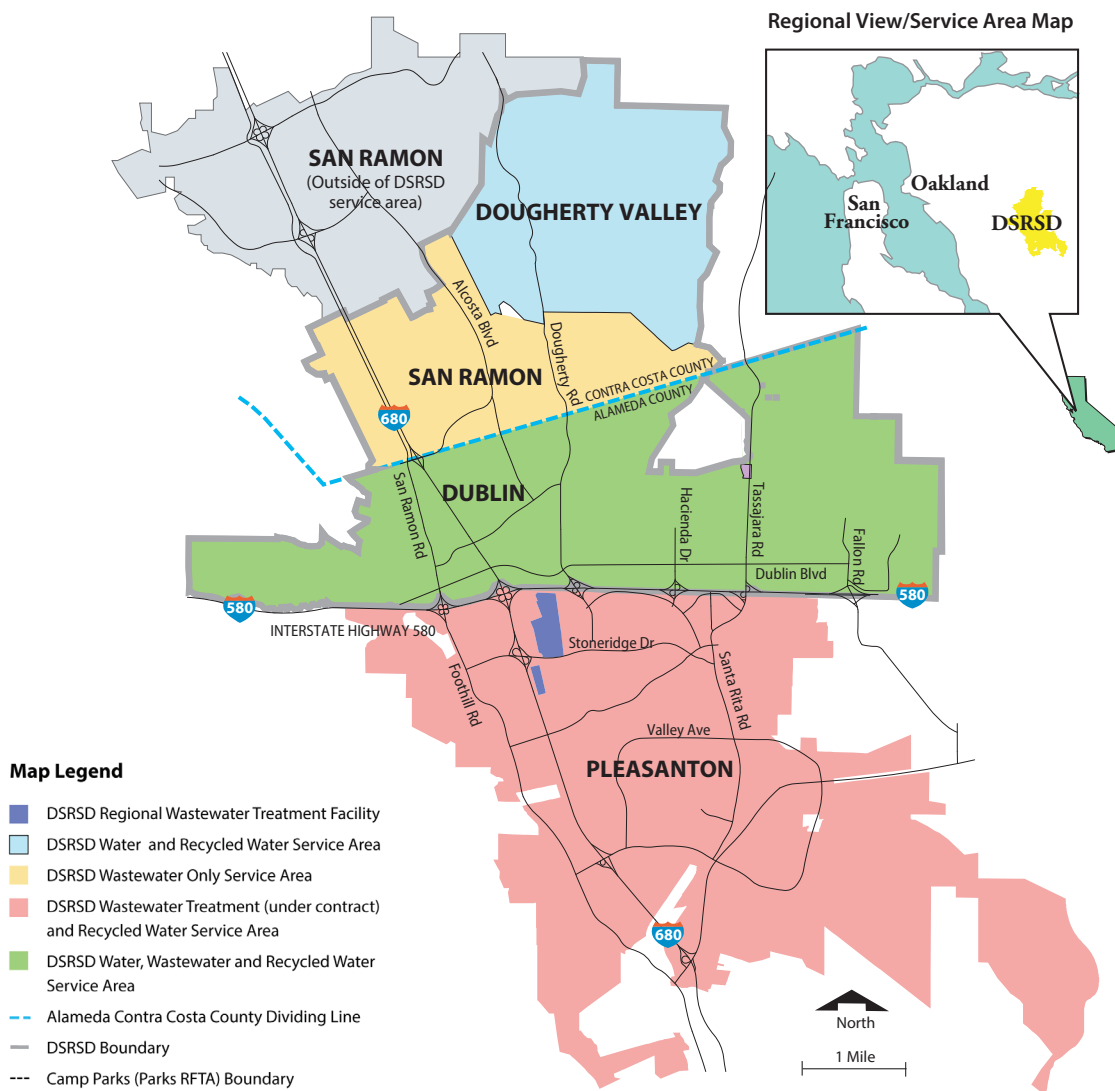 Regional View/Service Area Map
Oakland
San
Francisco
DSRSD
SAN RAMON
(Outside of DSRSD
service area)
DOUGHERTY VALLEY
Alcosta Blvd
Dougherty Rd
SAN RAMON
CONTRA COSTA COUNTY
ALAMEDA COUNTY
680
DUBLIN
San Ramon Rd
Hacienda Dr
Tassajara Rd
Fallon Rd
Dublin Blvd
580
580
INTERSTATE HIGHWAY 580
Stoneridge Dr
Foothill Rd
Santa Rita Rd
Valley Ave
PLEASANTON
680
Map Legend
DSRSD Regional Wastewater Treatment Facility
DSRSD Water and Recycled Water Service Area
DSRSD Wastewater Only Service Area
DSRSD Wastewater Treatment (under contract)
and Recycled Water Service Area
DSRSD Water, Wastewater and Recycled Water
Service Area
Alameda Contra Costa County Dividing Line
DSRSD Boundary
Camp Parks (Parks RFTA) Boundary
North
1 Mile